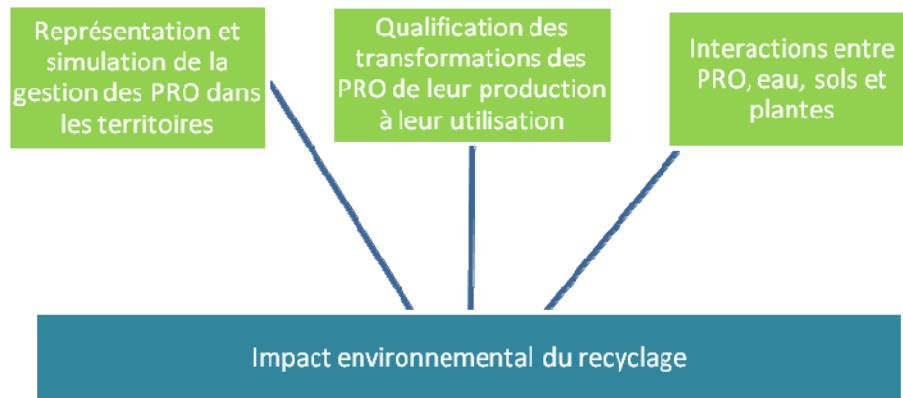 Représentation et
simulation de la
gestion des PRO dans
les territoires
Qualification des
transformations des
PRO de leur production
à leur utilisation
Interactions entre
PRO, eau, sols et
plantes
Impact environnemental du recyclage